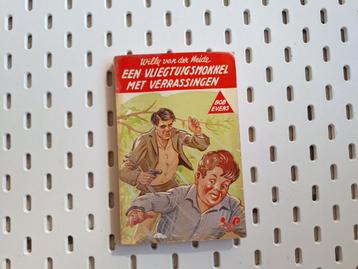 Willy van der Heide
EEN VLIEGTUIGSMOKKEL
MET VERRASSINGEN
BOB
EVERS